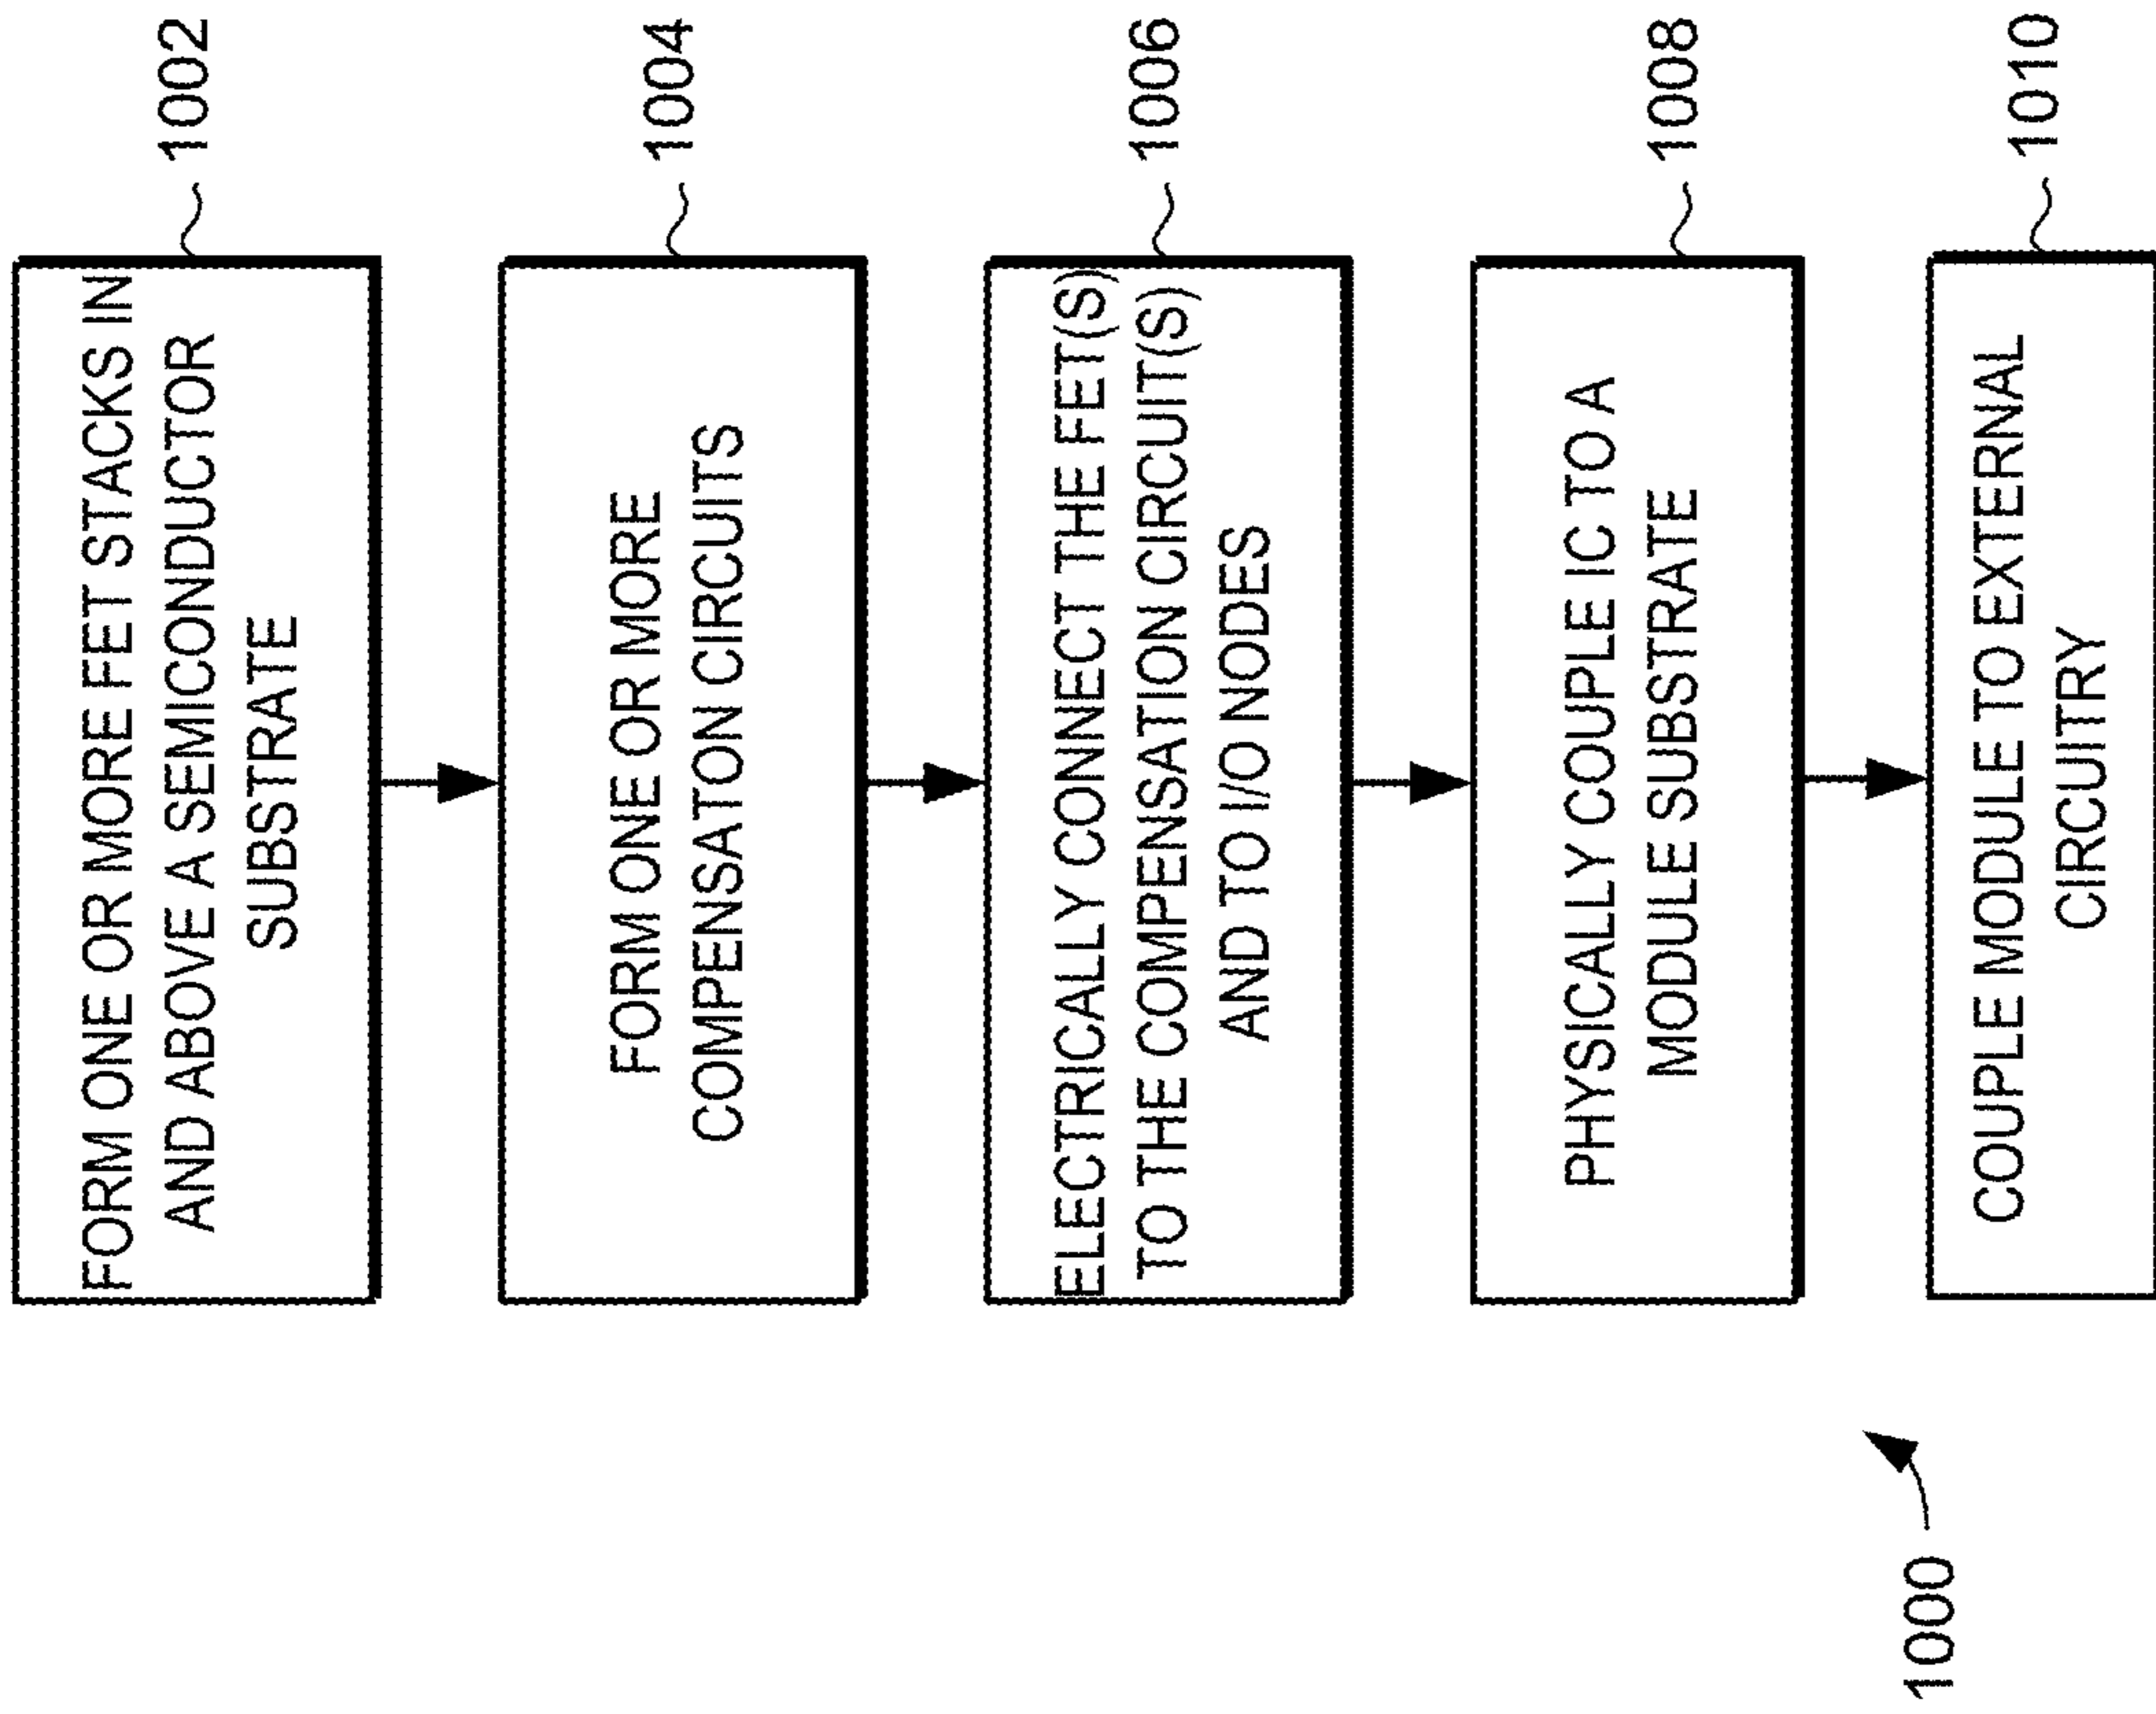 FORM ONE OR MORE FET STACKS IN
AND ABOVE A SEMICONDUCTOR
SUBSTRATE
1002
FORM ONE OR MORE
COMPENSATON CIRCUITS
1004
ELECTRICALLY CONNECT THE FET(S)
TO THE COMPENSATION CIRCUIT(S)
AND TO I/O NODES
1006
PHYSICALLY COUPLE IC TO A
MODULE SUBSTRATE
1008
COUPLE MODULE TO EXTERNAL
CIRCUITRY
1010
1000